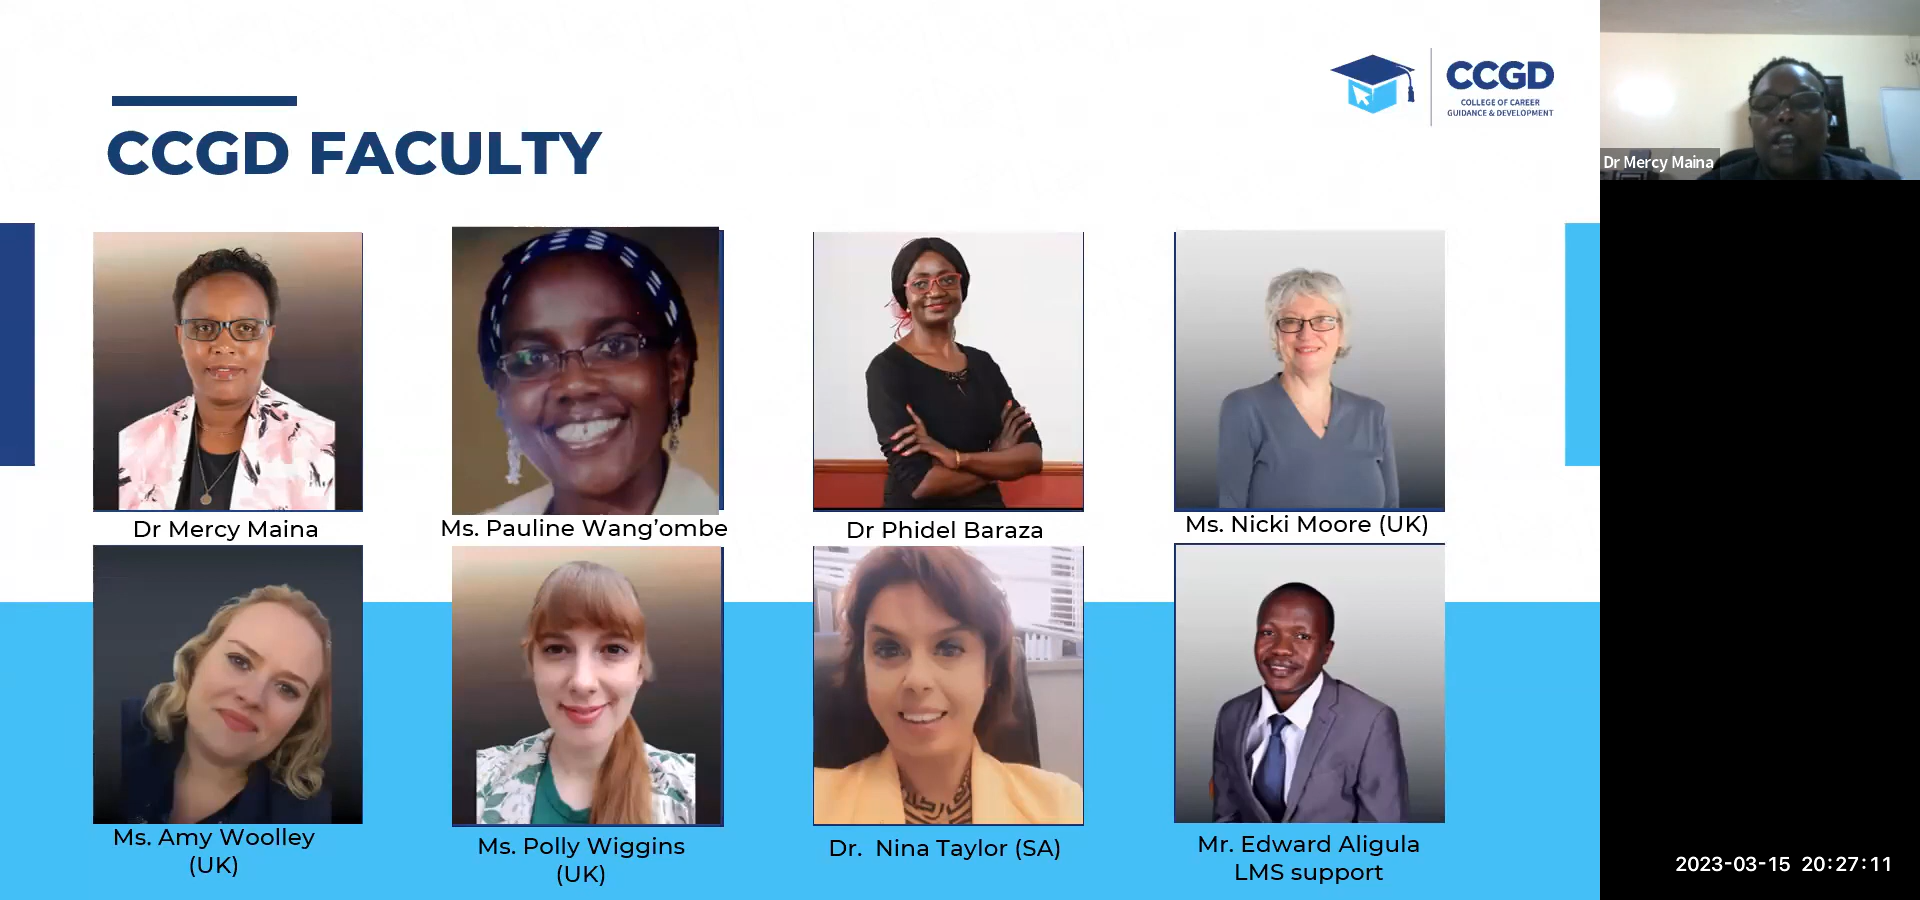 CCGD
COLLEGE OF CAREER
GUIDANCE & DEVELOPMENT
CCGD FACULTY
Dr Mercy Maina
Dr Mercy Maina
Ms. Pauline Wang’ombe
Dr Phidel Baraza
Ms. Nicki Moore (UK)
Ms. Amy Woolley
(UK)
Ms. Polly Wiggins
(UK)
Dr. Nina Taylor (SA)
Mr. Edward Aligula
LMS support
2023-03-15 20:27:11